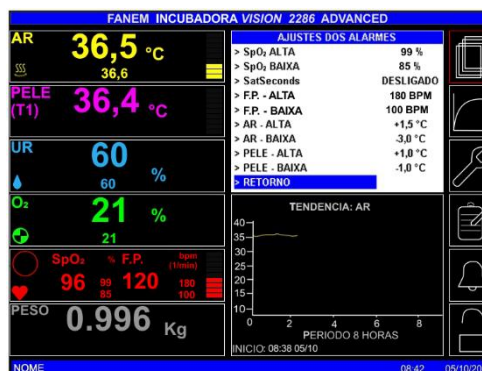 FANEM INCUBADORA VISION 2286 ADVANCED
AR
36,5 °C
36,6
PELE
(T1)
36,4 °C
UR
60 %
60
O₂
21 %
21
SpO₂ % F.P. bpm
(1/min)
96 99 120 180
85 100
PESO
0.996 Kg
AJUSTES DOS ALARMES
> SpO₂ ALTA 99 %
> SpO₂ BAIXA 85 %
> SatSeconds DESLIGADO
> F.P. - ALTA 180 BPM
> F.P. - BAIXA 100 BPM
> AR - ALTA +1,5 °C
> AR - BAIXA -3,0 °C
> PELE - ALTA +1,0 °C
> PELE - BAIXA -1,0 °C
> RETORNO
TENDENCIA: AR
40
35
30
25
20
15
10
0 2 4 6 8
PERIODO 8 HORAS
INICIO: 08:38 05/10
NOME 08:42 05/10/20